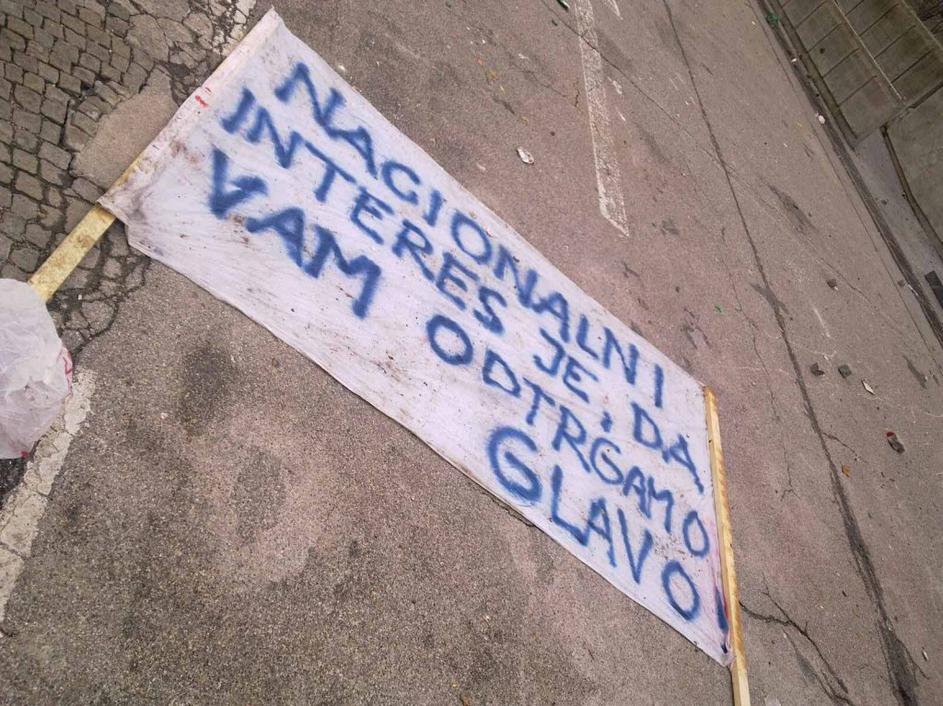 NACIONALNI
INTERES JE, DA
VAM ODTRGAMO
GLAVO!